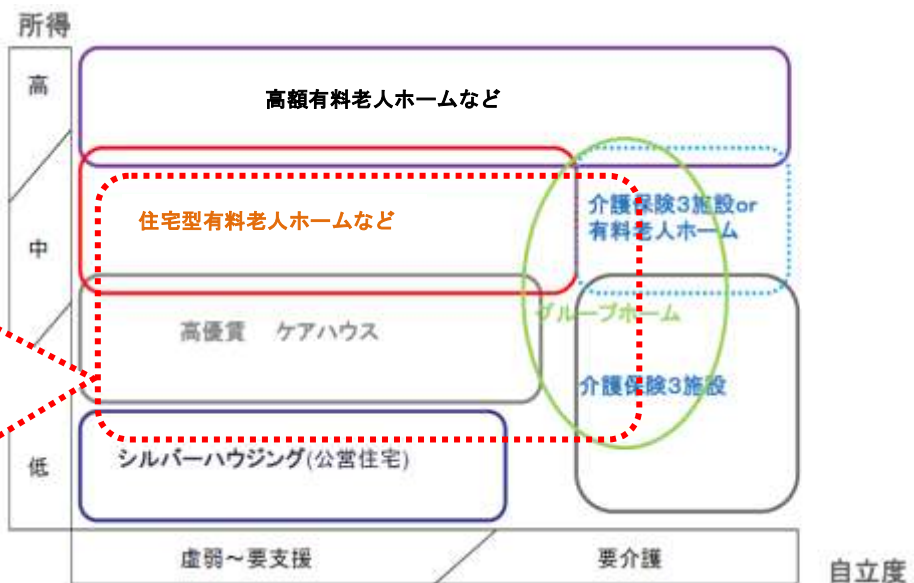 所得
高
高額有料老人ホームなど
住宅型有料老人ホームなど
介護保険3施設or
有料老人ホーム
中
グループホーム
高優賃　ケアハウス
介護保険3施設
シルバーハウジング(公営住宅)
低
虚弱～要支援
要介護
自立度